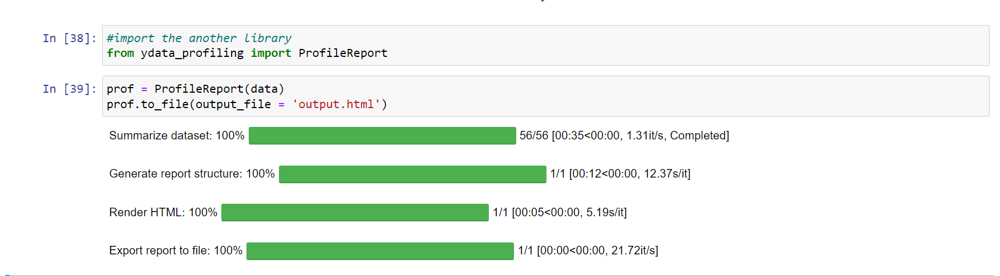 In [38]: #import the another library
from ydata_profiling import ProfileReport
In [39]: prof = ProfileReport(data)
prof.to_file(output_file = 'output.html')
Summarize dataset: 100% 56/56 [00:35<00:00, 1.31it/s, Completed]
Generate report structure: 100% 1/1 [00:12<00:00, 12.37s/it]
Render HTML: 100% 1/1 [00:05<00:00, 5.19s/it]
Export report to file: 100% 1/1 [00:00<00:00, 21.72it/s]